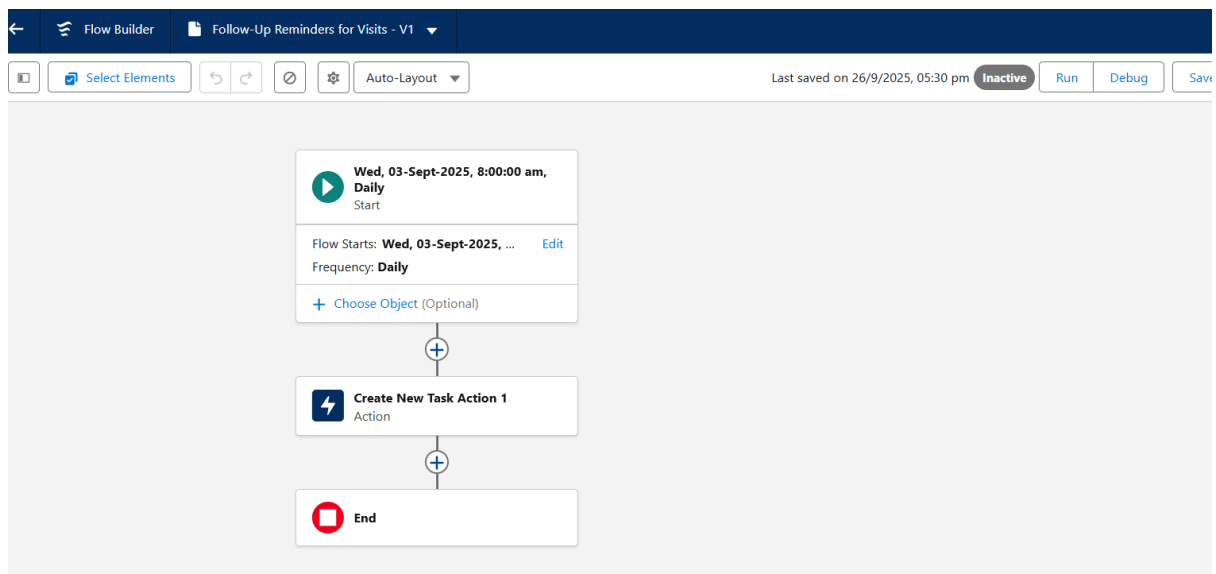 Flow Builder
Follow-Up Reminders for Visits - V1
Select Elements
Auto-Layout
Last saved on 26/9/2025, 05:30 pm
Inactive
Run
Debug
Save
Wed, 03-Sept-2025, 8:00:00 am,
Daily
Start
Flow Starts: Wed, 03-Sept-2025, ...
Edit
Frequency: Daily
Choose Object (Optional)
Create New Task Action 1
Action
End